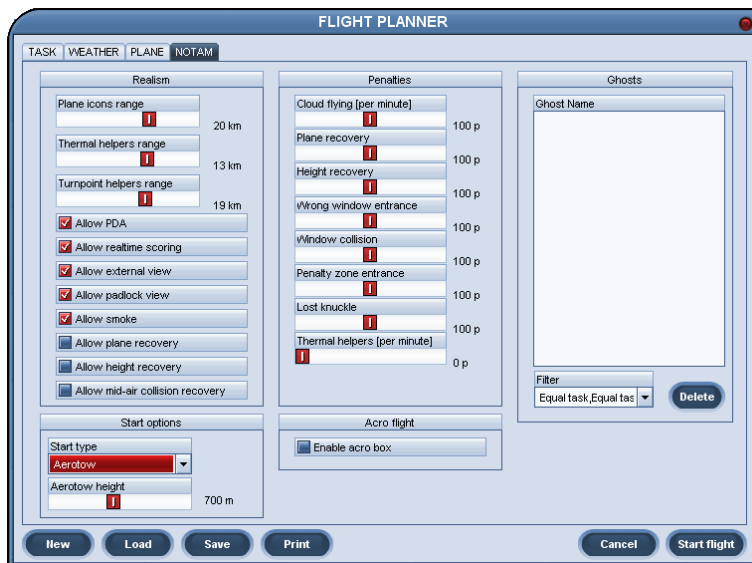 FLIGHT PLANNER
TASK WEATHER PLANE NOTAM
Realism
Plane icons range
20 km
Thermal helpers range
13 km
Turnpoint helpers range
19 km
Allow PDA
Allow realtime scoring
Allow external view
Allow padlock view
Allow smoke
Allow plane recovery
Allow height recovery
Allow mid-air collision recovery
Start options
Start type
Aerotow
Aerotow height
700 m
Penalties
Cloud flying [per minute]
100 p
Plane recovery
100 p
Height recovery
100 p
Wrong window entrance
100 p
Window collision
100 p
Penalty zone entrance
100 p
Lost knuckle
100 p
Thermal helpers [per minute]
0 p
Acro flight
Enable acro box
Ghosts
Ghost Name
Filter
Equal task,Equal tas
Delete
New Load Save Print Cancel Start flight